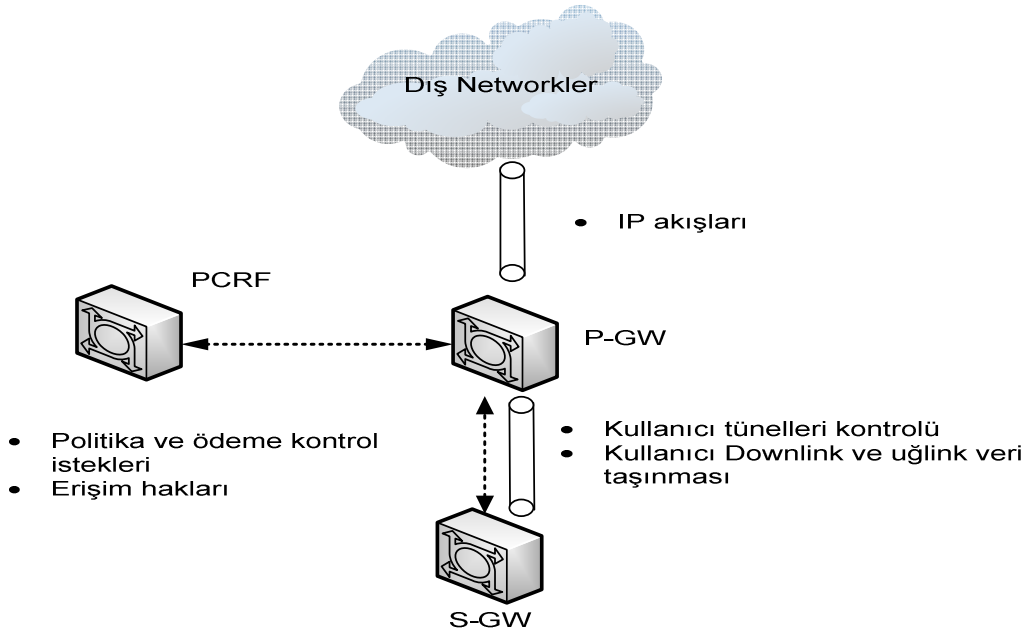 Dış Networkler
• IP akışları
PCRF
P-GW
• Politika ve ödeme kontrol
istekleri
• Erişim hakları
• Kullanıcı tünelleri kontrolü
• Kullanıcı Downlink ve uğlink veri
taşınması
S-GW